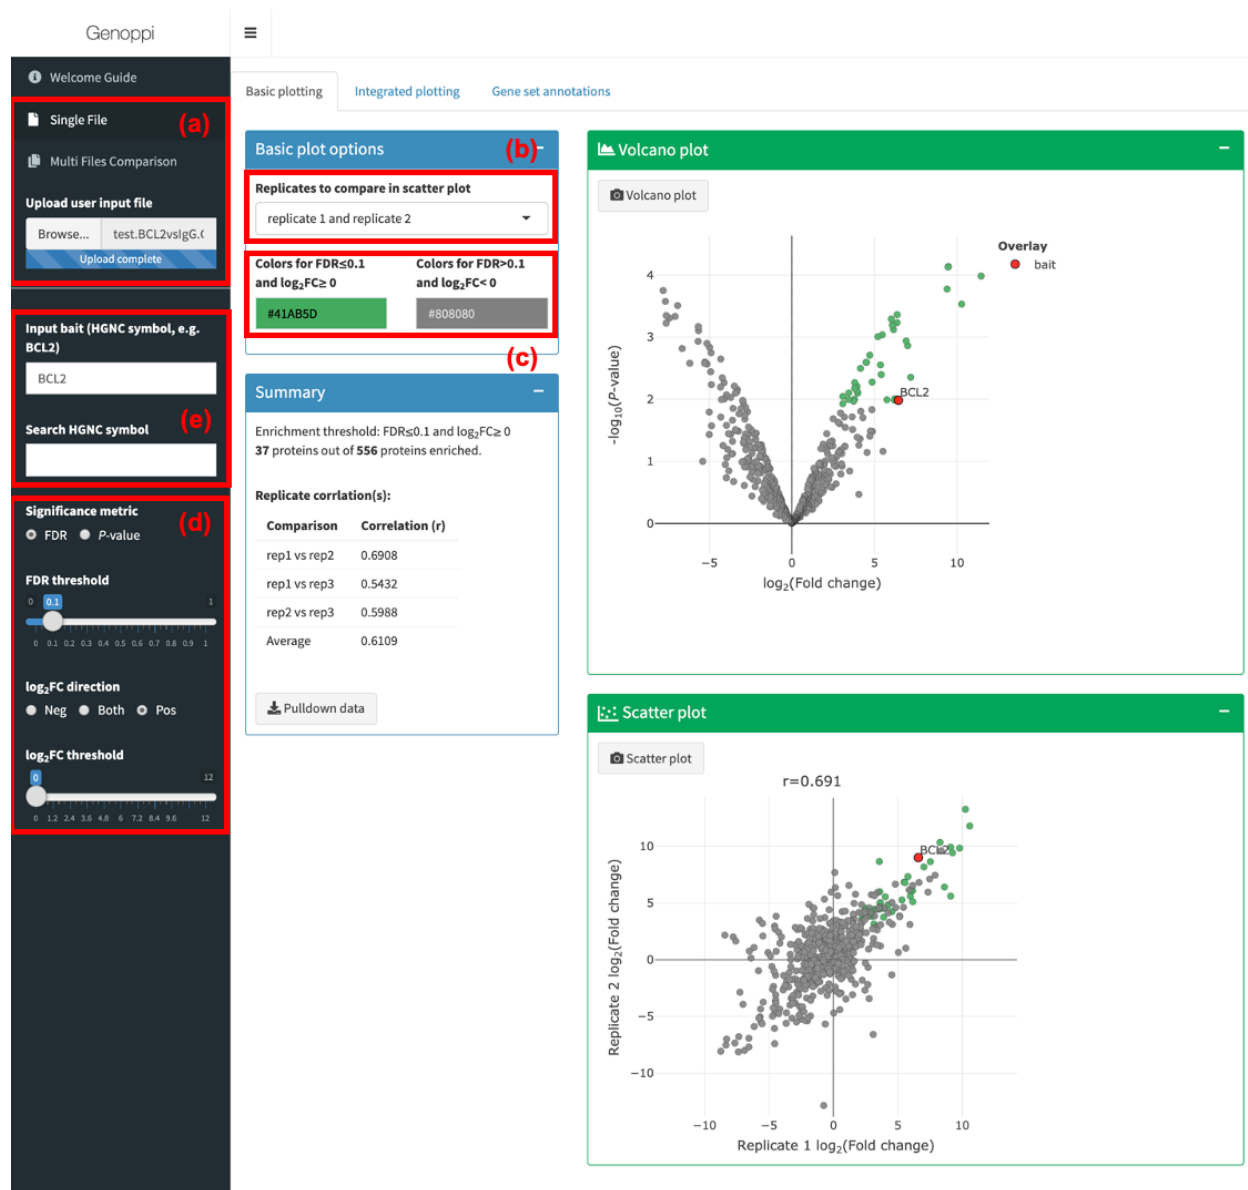 Genoppi
Welcome Guide
Single File
(a)
Multi Files Comparison
Upload user input file
Browse... test.BCL2vsIgG.(
Upload complete
Input bait (HGNC symbol, e.g.
BCL2)
BCL2
Search HGNC symbol
(e)
Significance metric
(d)
FDR P-value
FDR threshold
0 0.1 1
0 0.1 0.2 0.3 0.4 0.5 0.6 0.7 0.8 0.9 1
log2FC direction
Neg Both Pos
log2FC threshold
0 12
0 1.2 2.4 3.6 4.8 6 7.2 8.4 9.6 12
Basic plotting Integrated plotting Gene set annotations
Basic plot options
(b)
Replicates to compare in scatter plot
replicate 1 and replicate 2
Colors for FDR≤0.1 Colors for FDR>0.1
and log2FC≥ 0 and log2FC< 0
#41AB5D #808080
(c)
Summary
Enrichment threshold: FDR≤0.1 and log2FC≥ 0
37 proteins out of 556 proteins enriched.
Replicate corrlation(s):
Comparison Correlation (r)
rep1 vs rep2 0.6908
rep1 vs rep3 0.5432
rep2 vs rep3 0.5988
Average 0.6109
Pulldown data
Volcano plot
Volcano plot
Overlay
bait
4
3
2
1
0
BCL2
-log10(P-value)
−5 0 5 10
log2(Fold change)
Scatter plot
Scatter plot
r=0.691
10
5
0
−5
−10
BCL2
Replicate 2 log2(Fold change)
−10 −5 0 5 10
Replicate 1 log2(Fold change)